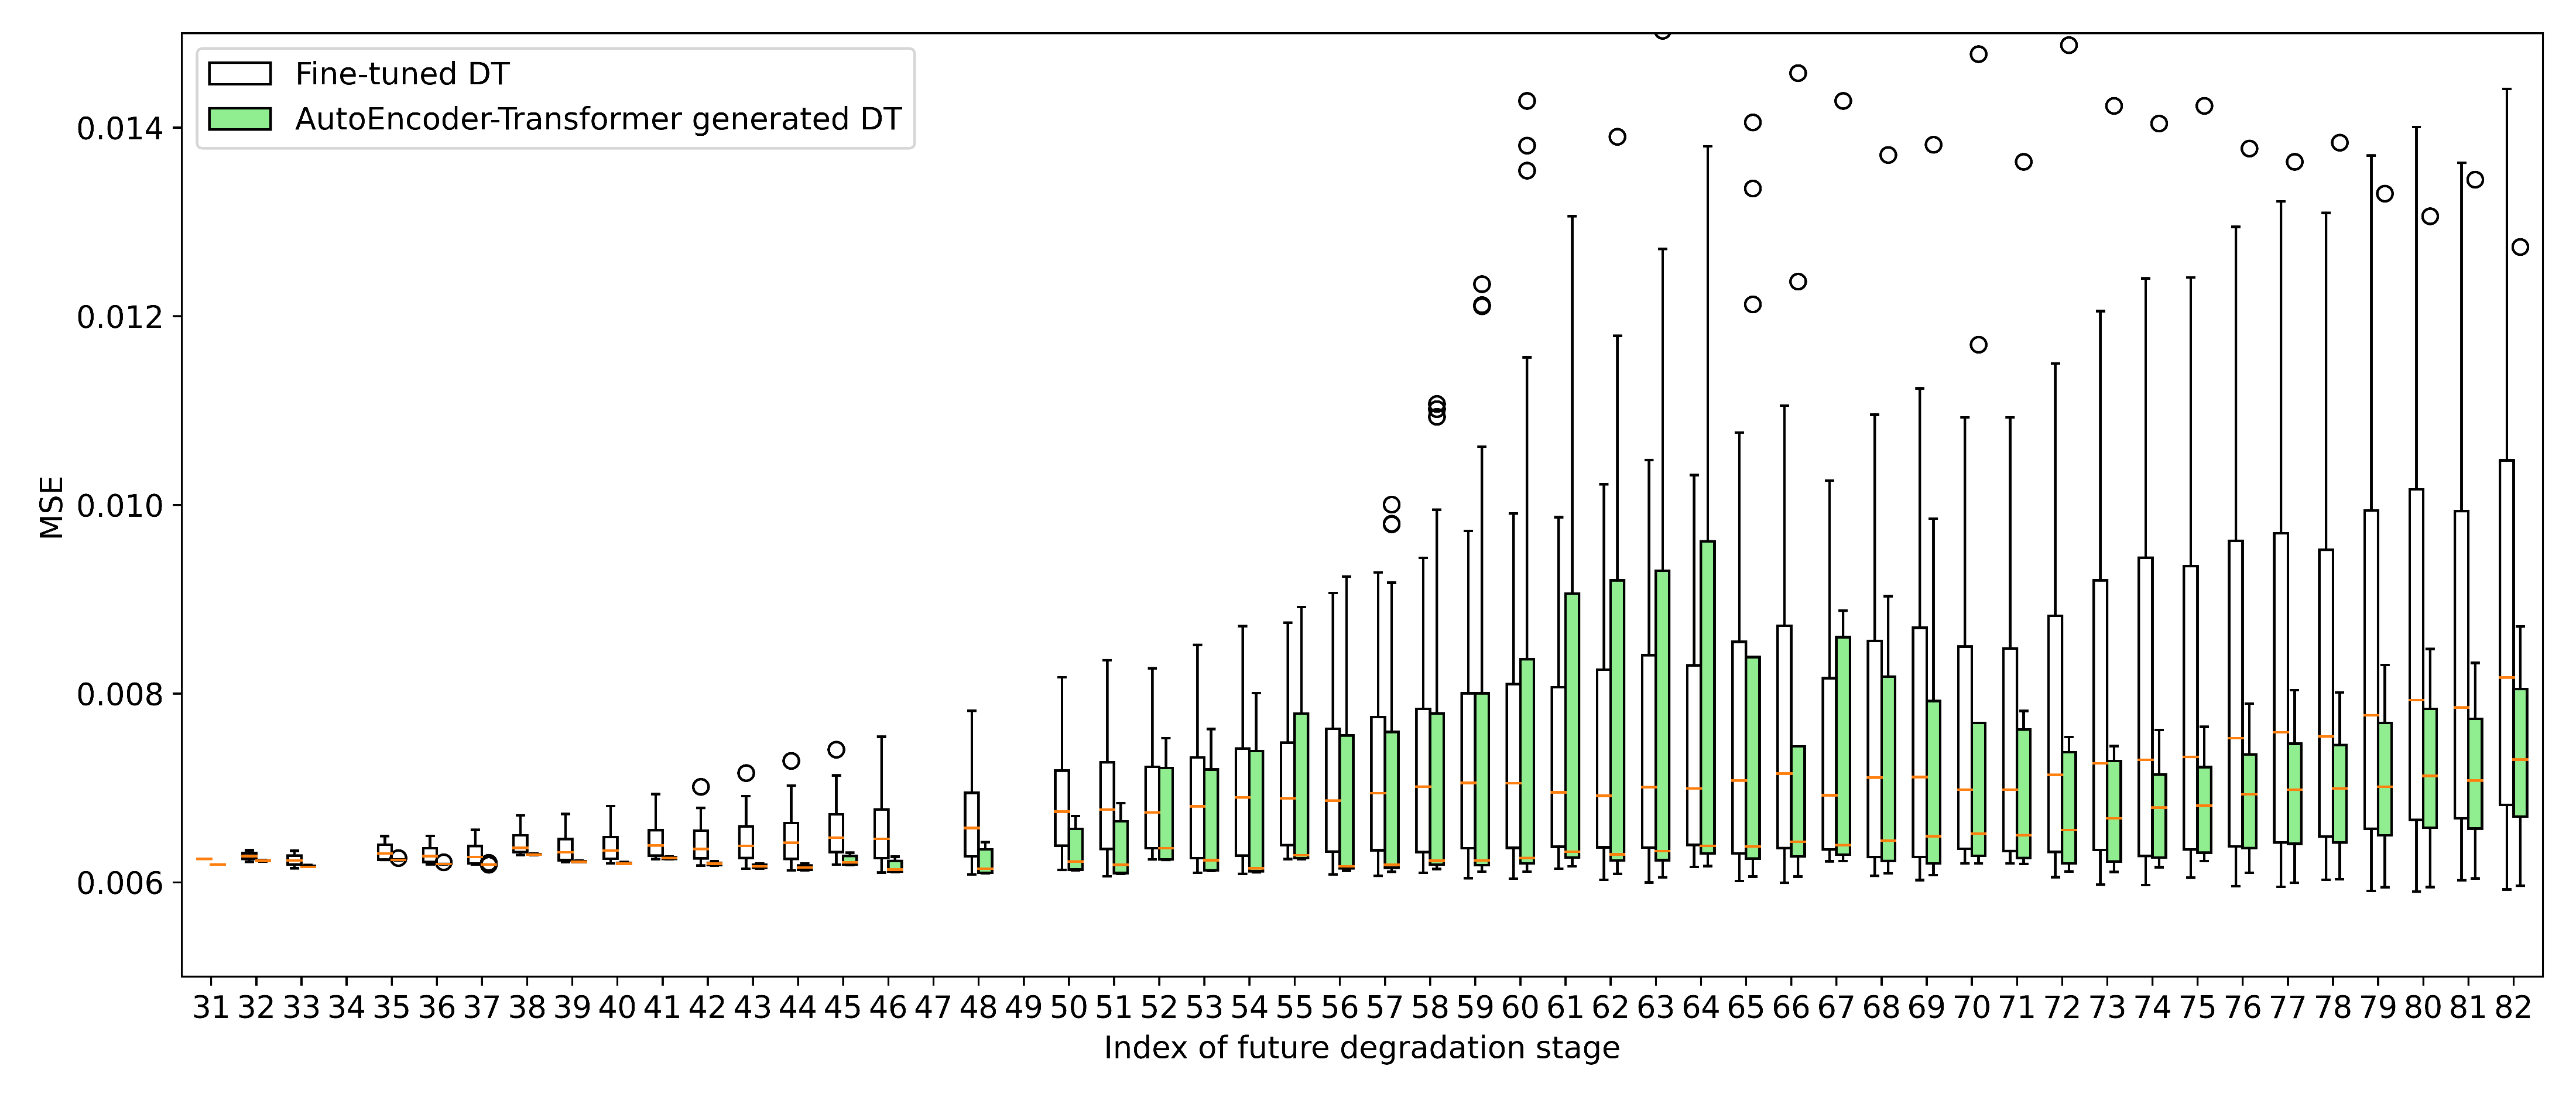 Fine-tuned DT
AutoEncoder-Transformer generated DT
0.014
0.012
0.010
0.008
0.006
MSE
31 32 33 34 35 36 37 38 39 40 41 42 43 44 45 46 47 48 49 50 51 52 53 54 55 56 57 58 59 60 61 62 63 64 65 66 67 68 69 70 71 72 73 74 75 76 77 78 79 80 81 82
Index of future degradation stage